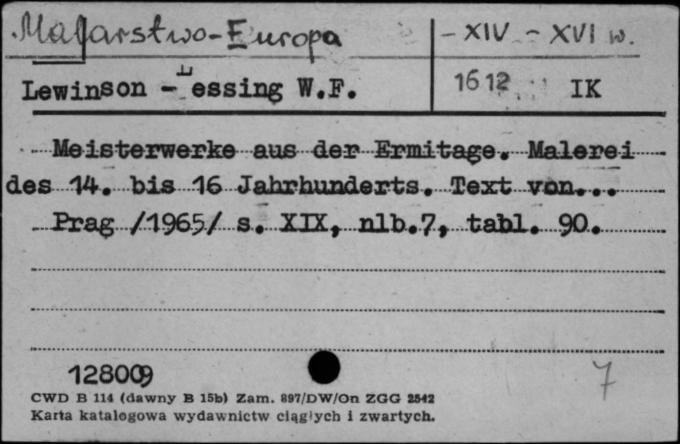 Malarstwo-Europa - XIV - XVI w.
Lewinson - Lessing W.F. 1612 IK
Meisterwerke aus der Ermitage. Malerei
des 14. bis 16 Jahrhunderts. Text von...
Prag /1965/ s. XIX, nlb.7, tabl. 90.
128009
7
CWD B 114 (dawny B 15b) Zam. 897/DW/On ZGG 2542
Karta katalogowa wydawnictw ciągłych i zwartych.